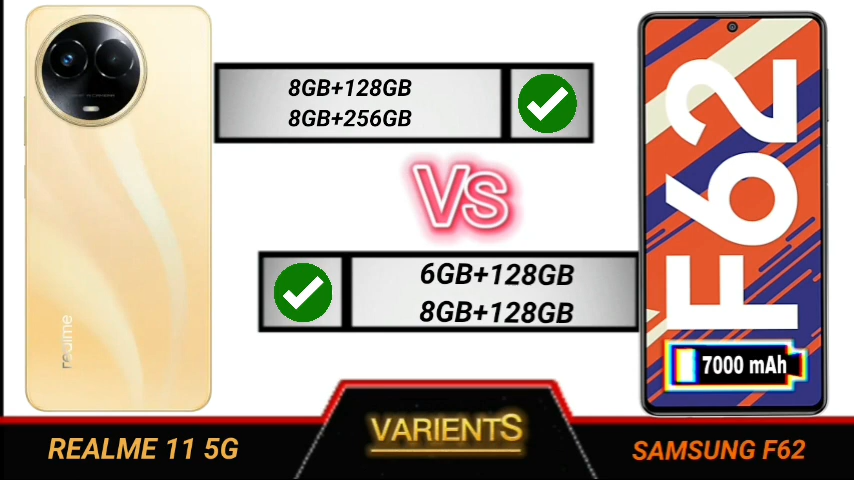 8GB+128GB
8GB+256GB
VS
6GB+128GB
8GB+128GB
realme
F62
7000 mAh
VARIENTS
REALME 11 5G
SAMSUNG F62